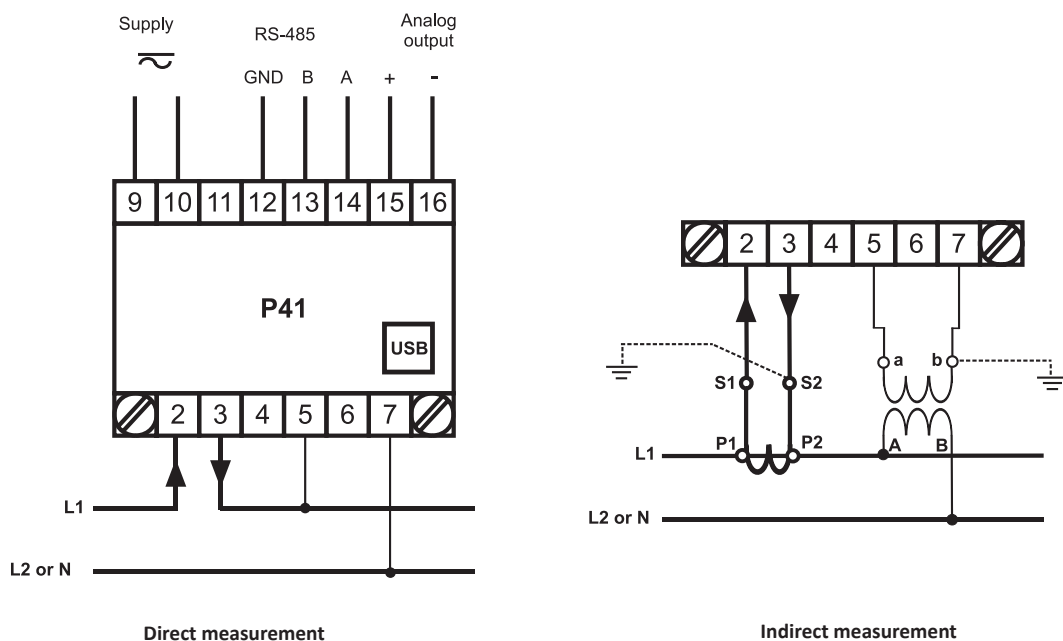 Supply
RS-485
Analog
output
GND B A + -
9 10 11 12 13 14 15 16
P41
USB
2 3 4 5 6 7
L1
L2 or N
Direct measurement
2 3 4 5 6 7
a b
S1 S2
P1 P2 A B
L1
L2 or N
Indirect measurement